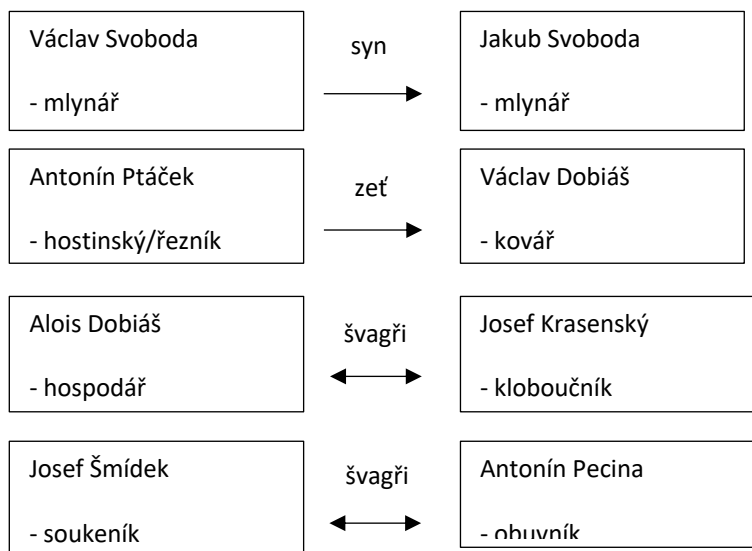 Václav Svoboda
- mlynář
syn
Jakub Svoboda
- mlynář
Antonín Ptáček
- hostinský/řezník
zeť
Václav Dobiáš
- kovář
Alois Dobiáš
- hospodář
švagři
Josef Krasenský
- kloboučník
Josef Šmídek
- soukeník
švagři
Antonín Pecina
- obuvník